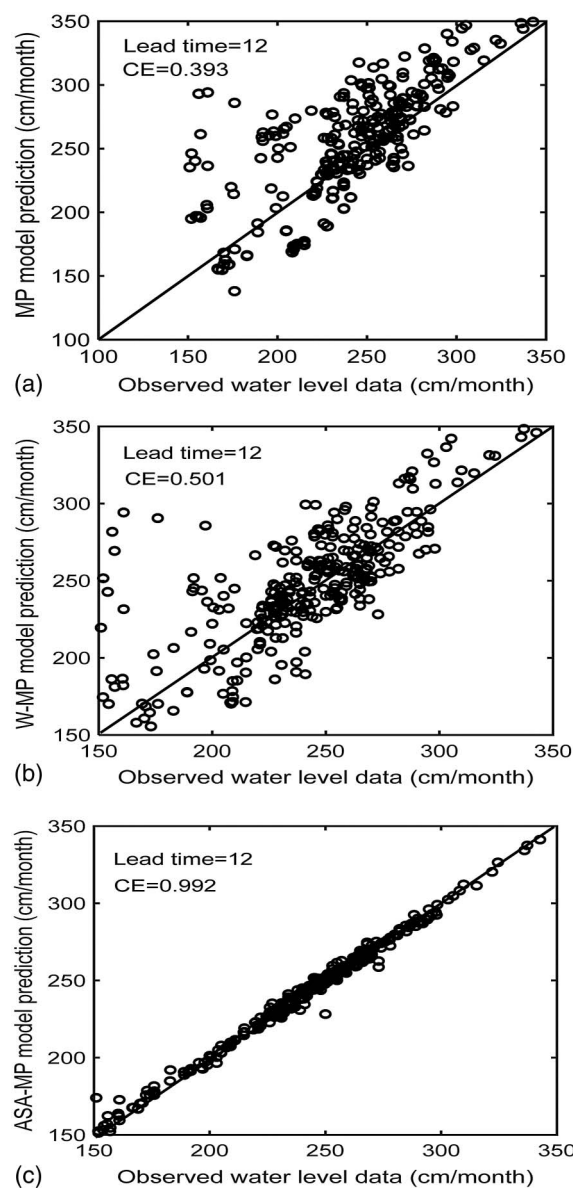 MP model prediction (cm/month)
350
300
250
200
150
100
Lead time=12
CE=0.393
100 150 200 250 300 350
(a) Observed water level data (cm/month)
W-MP model prediction (cm/month)
350
300
250
200
150
Lead time=12
CE=0.501
150 200 250 300 350
(b) Observed water level data (cm/month)
ASA-MP model prediction (cm/month)
350
300
250
200
150
Lead time=12
CE=0.992
150 200 250 300 350
(c) Observed water level data (cm/month)